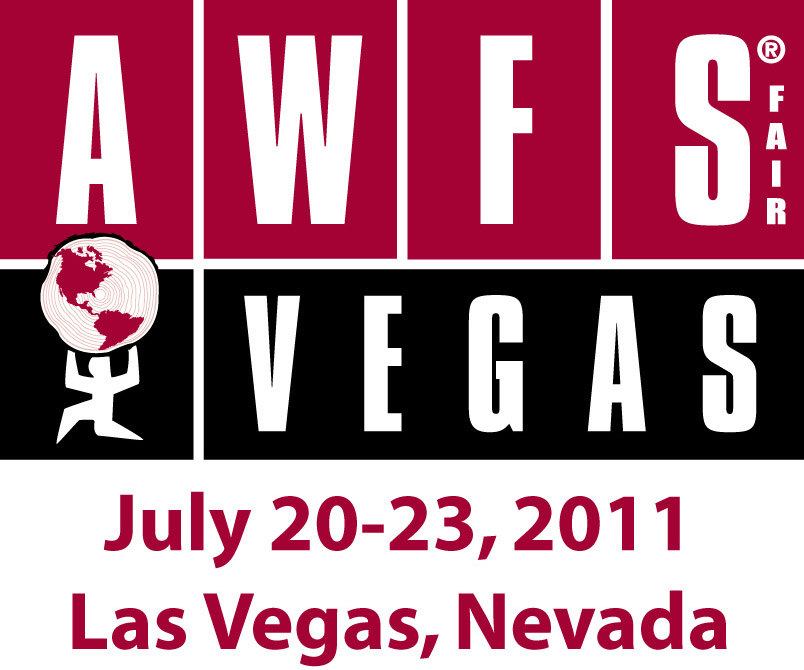 AWFS®
FAIR
VEGAS
July 20-23, 2011
Las Vegas, Nevada